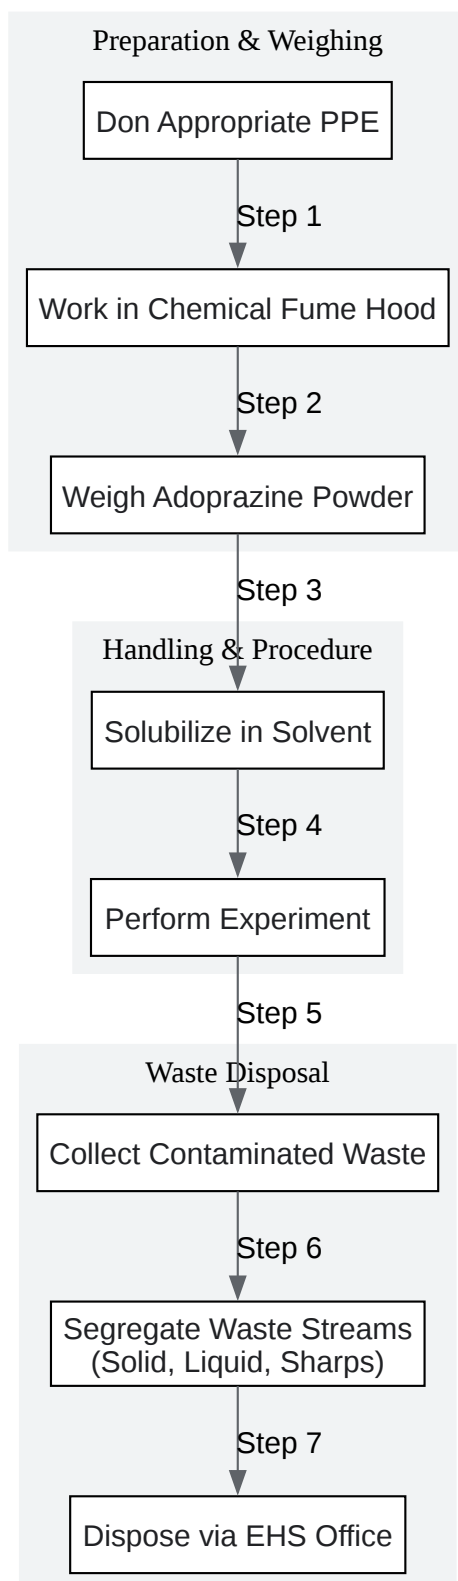 Preparation & Weighing
Don Appropriate PPE
Step 1
Work in Chemical Fume Hood
Step 2
Weigh Adoprazine Powder
Step 3
Handling & Procedure
Solubilize in Solvent
Step 4
Perform Experiment
Step 5
Waste Disposal
Collect Contaminated Waste
Step 6
Segregate Waste Streams
(Solid, Liquid, Sharps)
Step 7
Dispose via EHS Office